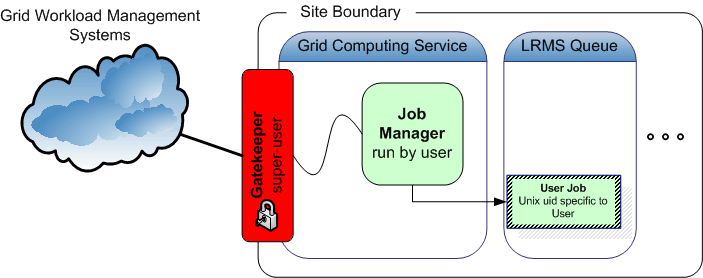 Grid Workload Management
Systems
Site Boundary
Grid Computing Service
LRMS Queue
Gatekeeper
super-user
Job
Manager
run by user
User Job
Unix uid specific to
User